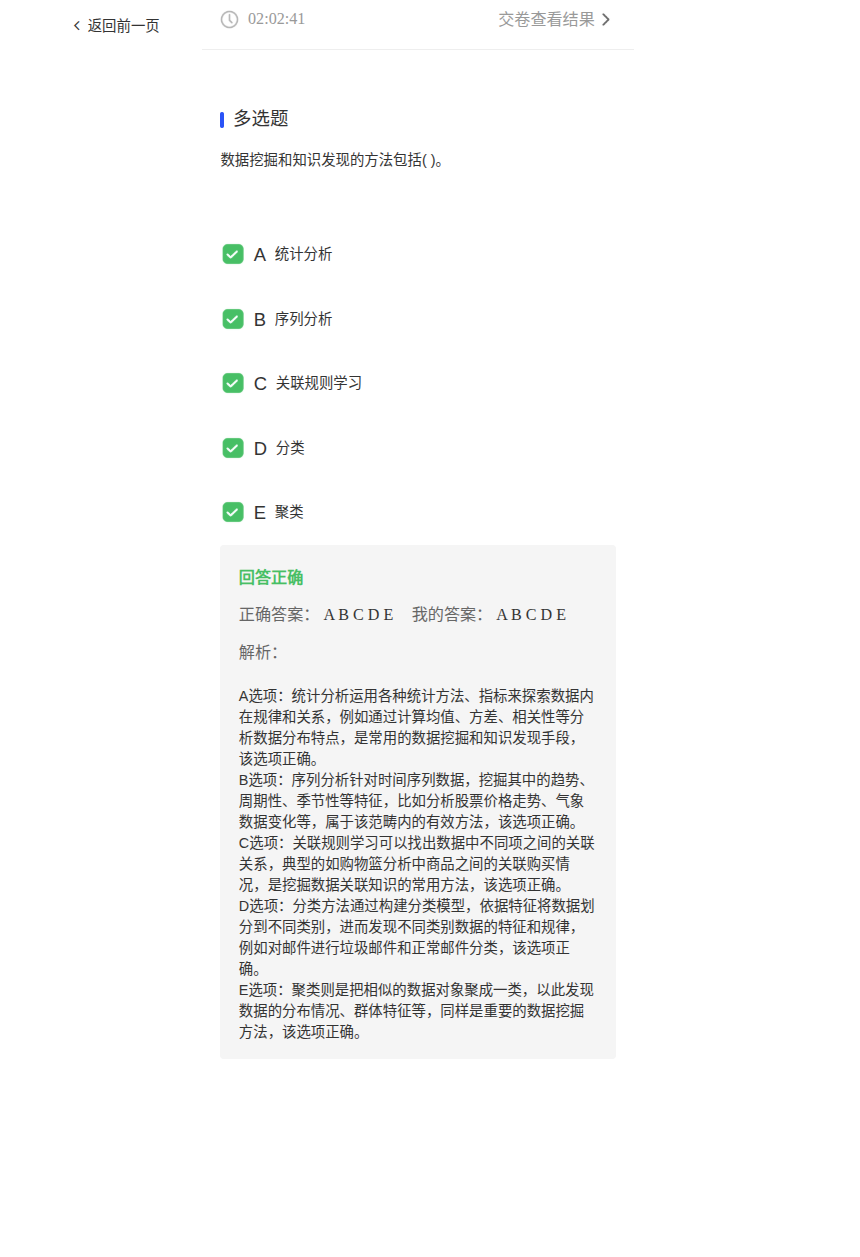 返回前一页
02:02:41
交卷查看结果
多选题
数据挖掘和知识发现的方法包括( )。
A 统计分析
B 序列分析
C 关联规则学习
D 分类
E 聚类
回答正确
正确答案： A B C D E 我的答案： A B C D E
解析：
A选项：统计分析运用各种统计方法、指标来探索数据内
在规律和关系，例如通过计算均值、方差、相关性等分
析数据分布特点，是常用的数据挖掘和知识发现手段，
该选项正确。
B选项：序列分析针对时间序列数据，挖掘其中的趋势、
周期性、季节性等特征，比如分析股票价格走势、气象
数据变化等，属于该范畴内的有效方法，该选项正确。
C选项：关联规则学习可以找出数据中不同项之间的关联
关系，典型的如购物篮分析中商品之间的关联购买情
况，是挖掘数据关联知识的常用方法，该选项正确。
D选项：分类方法通过构建分类模型，依据特征将数据划
分到不同类别，进而发现不同类别数据的特征和规律，
例如对邮件进行垃圾邮件和正常邮件分类，该选项正
确。
E选项：聚类则是把相似的数据对象聚成一类，以此发现
数据的分布情况、群体特征等，同样是重要的数据挖掘
方法，该选项正确。